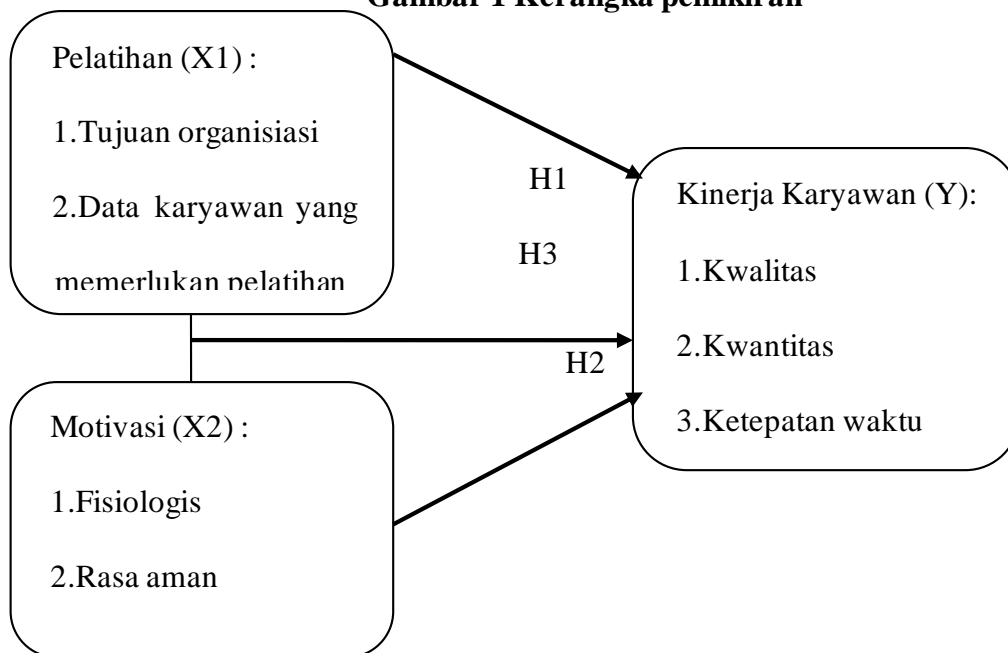 Gambar 1 Kerangka pemikiran
Pelatihan (X1) :
1.Tujuan organisiasi
2.Data karyawan yang
memerlukan pelatihan
H1
H3
H2
Kinerja Karyawan (Y):
1.Kwalitas
2.Kwantitas
3.Ketepatan waktu
Motivasi (X2) :
1.Fisiologis
2.Rasa aman